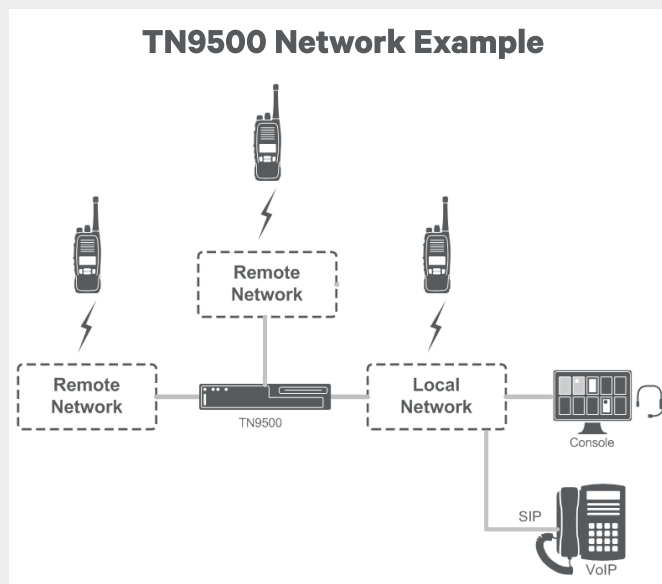 TN9500 Network Example
Remote
Network
Remote
Network
TN9500
Local
Network
Console
SIP
VoIP